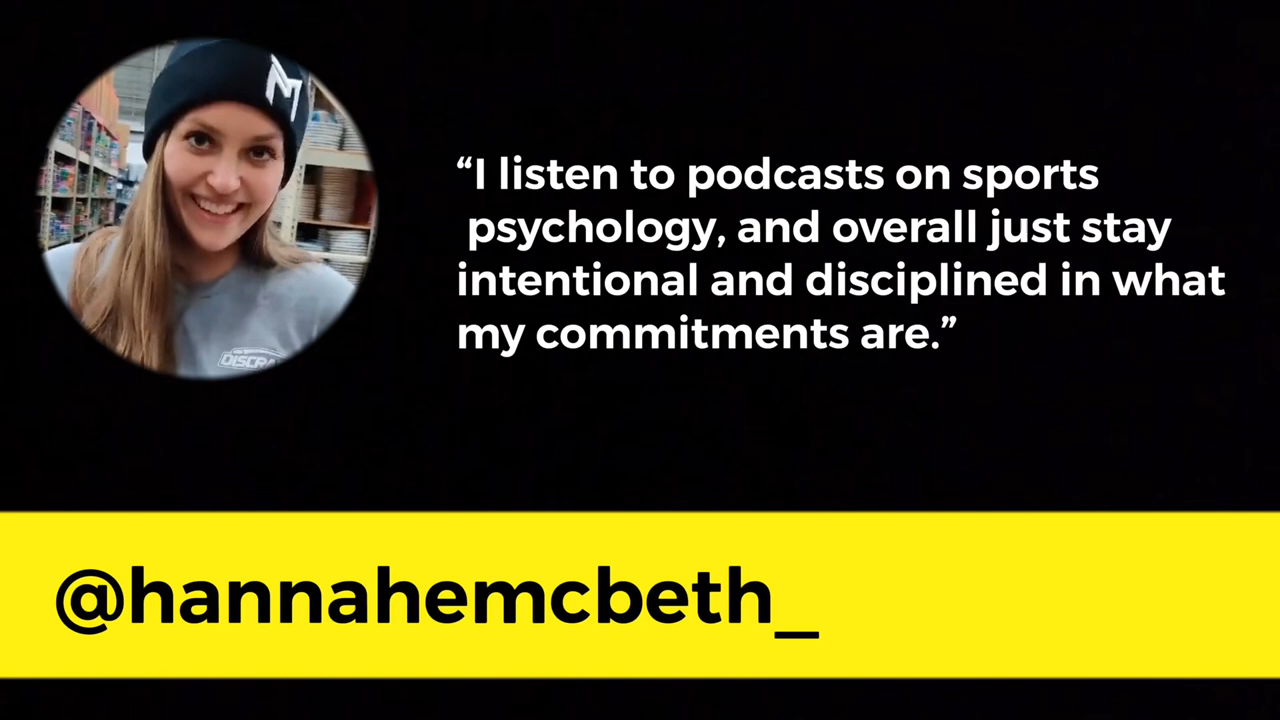 “I listen to podcasts on sports
psychology, and overall just stay
intentional and disciplined in what
my commitments are.”
@hannahemcbeth_